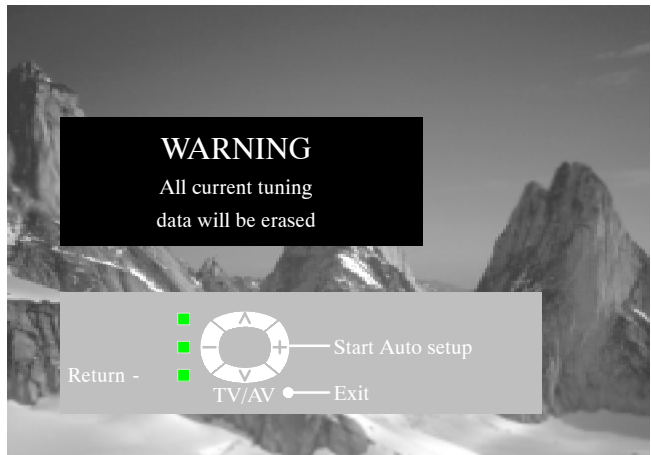 WARNING
All current tuning
data will be erased
Start Auto setup
Return -
TV/AV
Exit